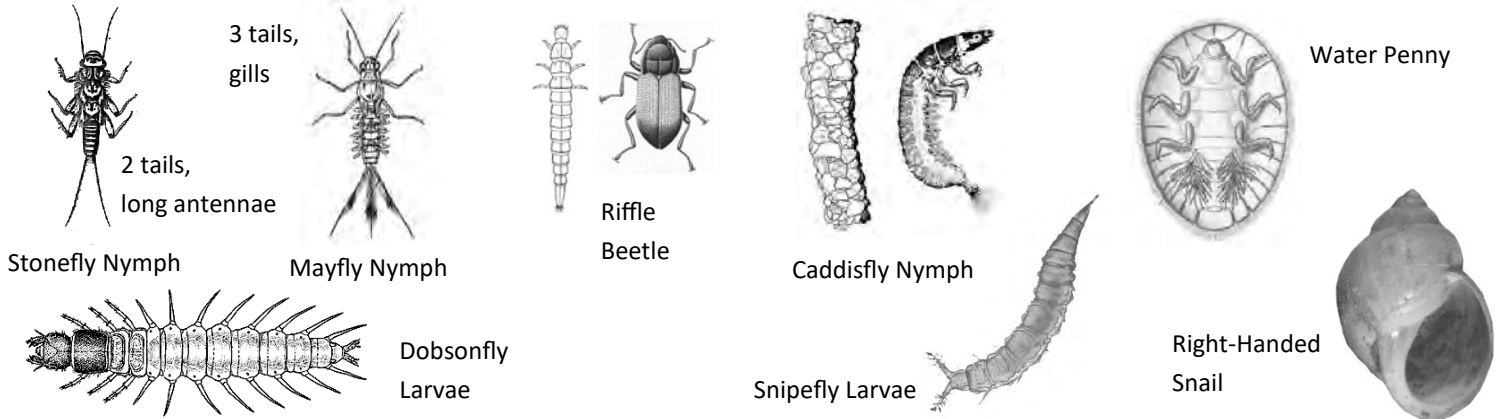 3 tails,
gills
2 tails,
long antennae
Stonefly Nymph
Mayfly Nymph
Riffle
Beetle
Caddisfly Nymph
Water Penny
Dobsonfly
Larvae
Snipefly Larvae
Right-Handed
Snail